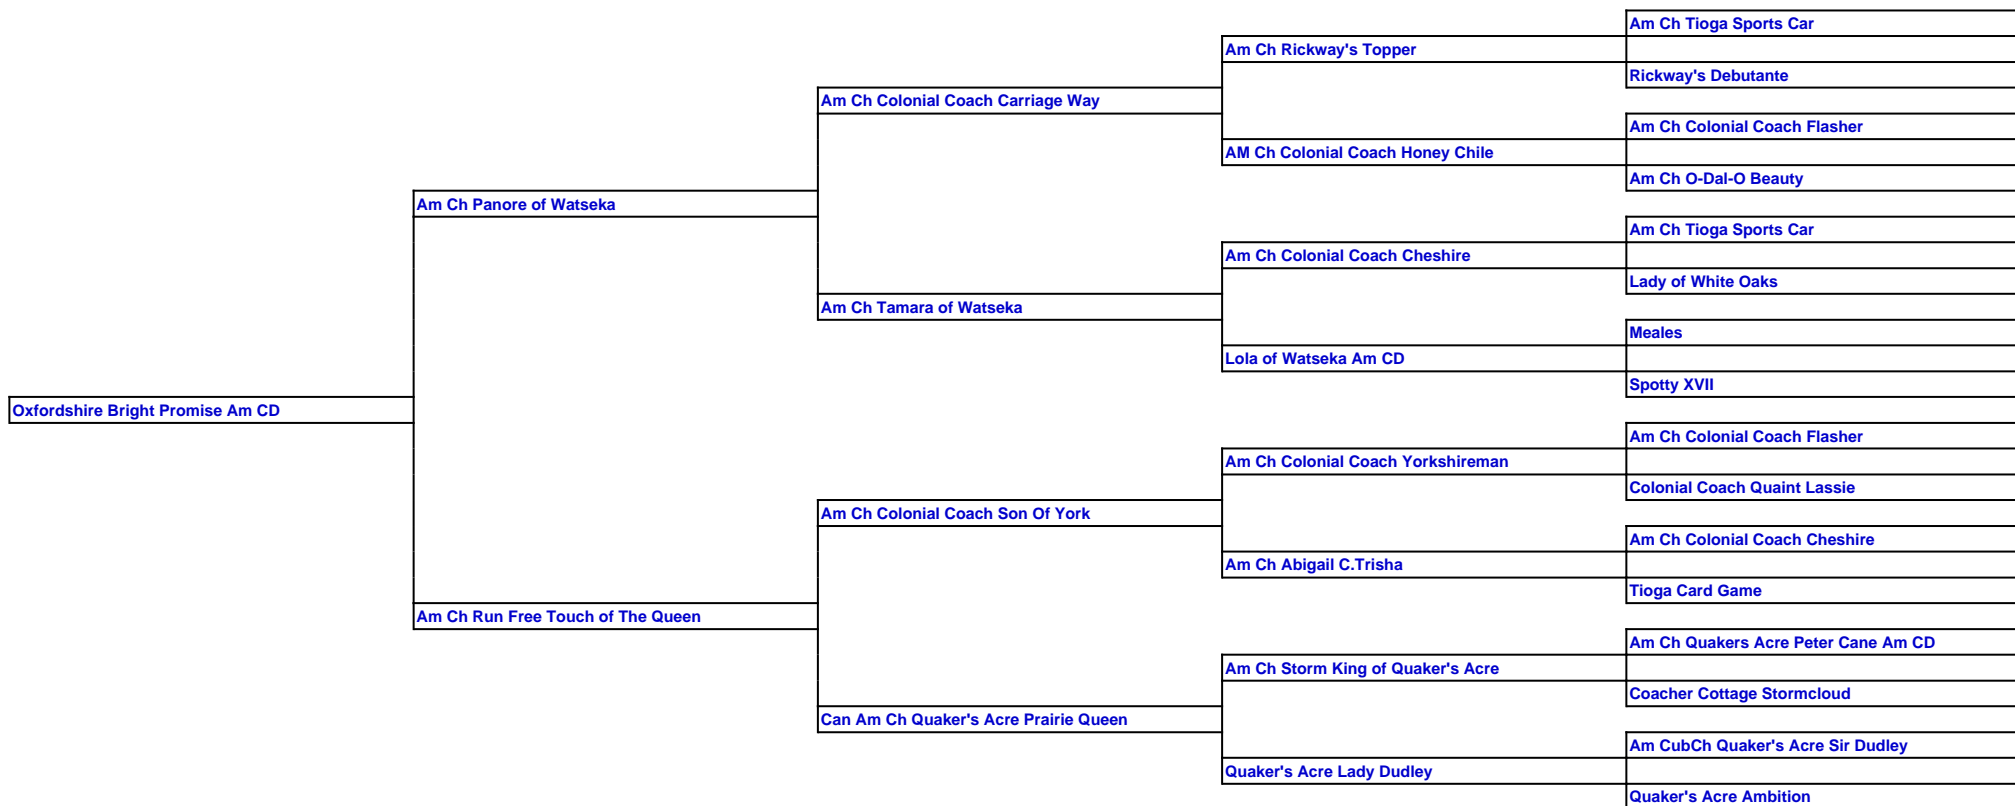 Am Ch Tioga Sports Car
Am Ch Rickway's Topper
Rickway's Debutante
Am Ch Colonial Coach Carriage Way
Am Ch Colonial Coach Flasher
AM Ch Colonial Coach Honey Chile
Am Ch O-Dal-O Beauty
Am Ch Panore of Watseka
Am Ch Tioga Sports Car
Am Ch Colonial Coach Cheshire
Lady of White Oaks
Am Ch Tamara of Watseka
Meales
Lola of Watseka Am CD
Spotty XVII
Oxfordshire Bright Promise Am CD
Am Ch Colonial Coach Flasher
Am Ch Colonial Coach Yorkshireman
Colonial Coach Quaint Lassie
Am Ch Colonial Coach Son Of York
Am Ch Colonial Coach Cheshire
Am Ch Abigail C.Trisha
Tioga Card Game
Am Ch Run Free Touch of The Queen
Am Ch Quakers Acre Peter Cane Am CD
Am Ch Storm King of Quaker's Acre
Coacher Cottage Stormcloud
Can Am Ch Quaker's Acre Prairie Queen
Am CubCh Quaker's Acre Sir Dudley
Quaker's Acre Lady Dudley
Quaker's Acre Ambition